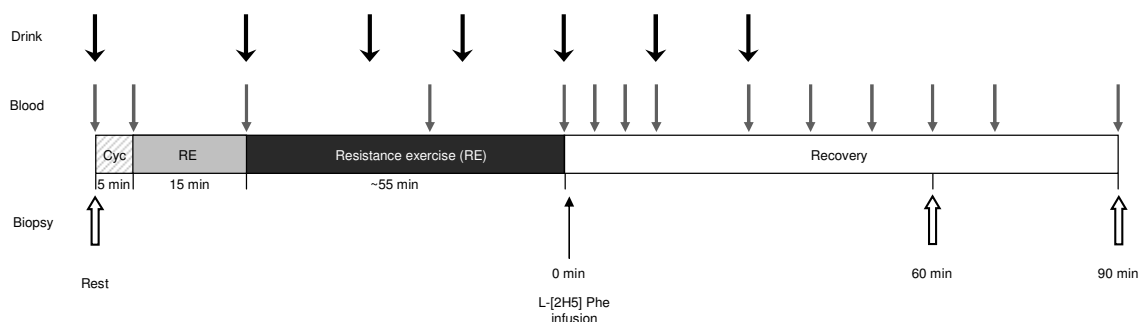 Drink
Blood
Cyc
RE
Resistance exercise (RE)
Recovery
5 min
15 min
~55 min
Biopsy
Rest
0 min
60 min
90 min
L-[2H5] Phe
infusion